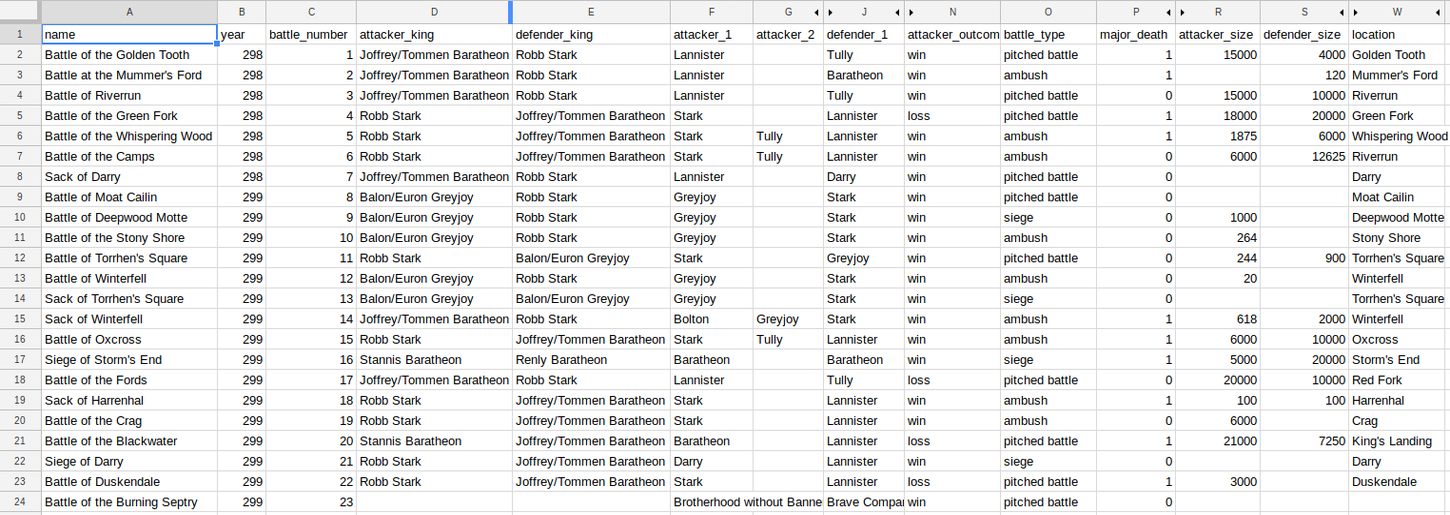 A B C D E F G J N O P R S W
1 name year battle_number attacker_king defender_king attacker_1 attacker_2 defender_1 attacker_outcom battle_type major_death attacker_size defender_size location
2 Battle of the Golden Tooth 298 1 Joffrey/Tommen Baratheon Robb Stark Lannister Tully win pitched battle 1 15000 4000 Golden Tooth
3 Battle at the Mummer's Ford 298 2 Joffrey/Tommen Baratheon Robb Stark Lannister Baratheon win ambush 1 120 Mummer's Ford
4 Battle of Riverrun 298 3 Joffrey/Tommen Baratheon Robb Stark Lannister Tully win pitched battle 0 15000 10000 Riverrun
5 Battle of the Green Fork 298 4 Robb Stark Joffrey/Tommen Baratheon Stark Lannister loss pitched battle 1 18000 20000 Green Fork
6 Battle of the Whispering Wood 298 5 Robb Stark Joffrey/Tommen Baratheon Stark Tully Lannister win ambush 1 1875 6000 Whispering Wood
7 Battle of the Camps 298 6 Robb Stark Joffrey/Tommen Baratheon Stark Tully Lannister win ambush 0 6000 12625 Riverrun
8 Sack of Darry 298 7 Joffrey/Tommen Baratheon Robb Stark Lannister Darry win pitched battle 0 Darry
9 Battle of Moat Cailin 299 8 Balon/Euron Greyjoy Robb Stark Greyjoy Stark win pitched battle 0 Moat Cailin
10 Battle of Deepwood Motte 299 9 Balon/Euron Greyjoy Robb Stark Greyjoy Stark win siege 0 1000 Deepwood Motte
11 Battle of the Stony Shore 299 10 Balon/Euron Greyjoy Robb Stark Greyjoy Stark win ambush 0 264 Stony Shore
12 Battle of Torrhen's Square 299 11 Robb Stark Balon/Euron Greyjoy Stark Greyjoy win pitched battle 0 244 900 Torrhen's Square
13 Battle of Winterfell 299 12 Balon/Euron Greyjoy Robb Stark Greyjoy Stark win ambush 0 20 Winterfell
14 Sack of Torrhen's Square 299 13 Balon/Euron Greyjoy Balon/Euron Greyjoy Greyjoy Stark win siege 0 Torrhen's Square
15 Sack of Winterfell 299 14 Joffrey/Tommen Baratheon Robb Stark Bolton Greyjoy Stark win ambush 1 618 2000 Winterfell
16 Battle of Oxcross 299 15 Robb Stark Joffrey/Tommen Baratheon Stark Tully Lannister win ambush 1 6000 10000 Oxcross
17 Siege of Storm's End 299 16 Stannis Baratheon Renly Baratheon Baratheon Baratheon win siege 1 5000 20000 Storm's End
18 Battle of the Fords 299 17 Joffrey/Tommen Baratheon Robb Stark Lannister Tully loss pitched battle 0 20000 10000 Red Fork
19 Sack of Harrenhal 299 18 Robb Stark Joffrey/Tommen Baratheon Stark Lannister win ambush 1 100 100 Harrenhal
20 Battle of the Crag 299 19 Robb Stark Joffrey/Tommen Baratheon Stark Lannister win ambush 0 6000 Crag
21 Battle of the Blackwater 299 20 Stannis Baratheon Joffrey/Tommen Baratheon Baratheon Lannister loss pitched battle 1 21000 7250 King's Landing
22 Siege of Darry 299 21 Robb Stark Joffrey/Tommen Baratheon Darry Lannister win siege 0 Darry
23 Battle of Duskendale 299 22 Robb Stark Joffrey/Tommen Baratheon Stark Lannister loss pitched battle 1 3000 Duskendale
24 Battle of the Burning Septry 299 23 Brotherhood without Banne Brave Compar win pitched battle 0